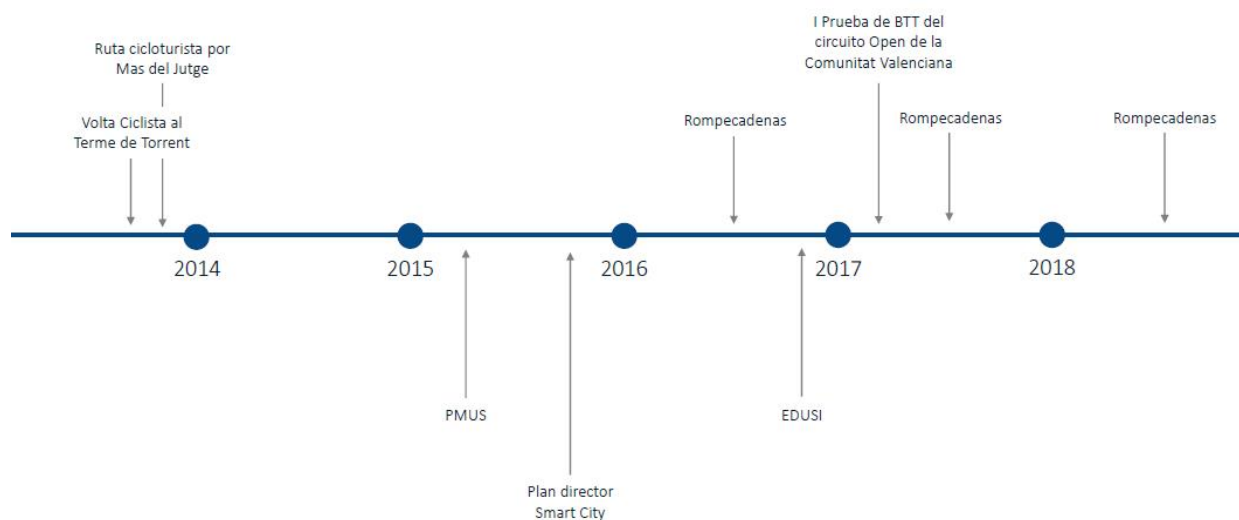 I Prueba de BTT del
circuito Open de la
Comunitat Valenciana
Ruta cicloturista por
Mas del Jutge
Volta Ciclista al
Terme de Torrent
Rompecadenas
Rompecadenas
Rompecadenas
2014
2015
2016
2017
2018
PMUS
EDUSI
Plan director
Smart City